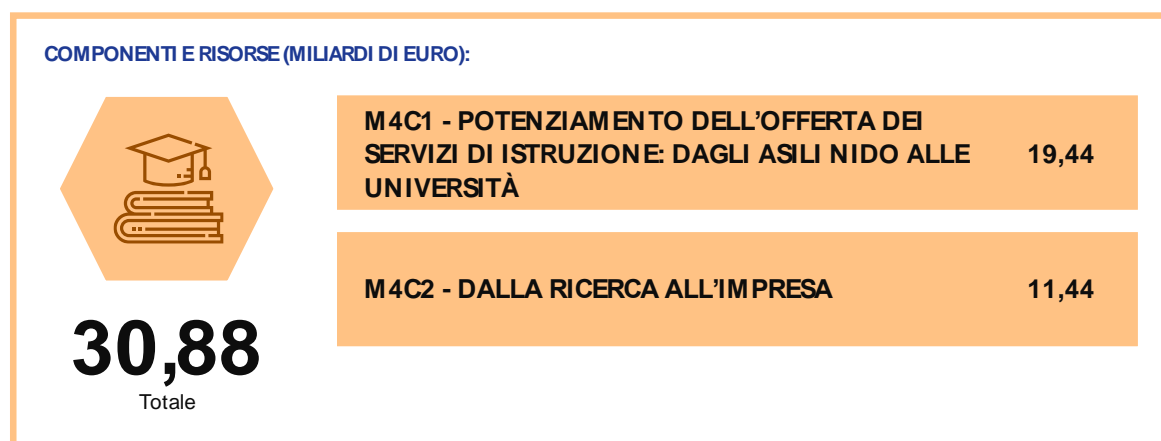 COMPONENTI E RISORSE (MILIARDI DI EURO):
M4C1 - POTENZIAMENTO DELL’OFFERTA DEI
SERVIZI DI ISTRUZIONE: DAGLI ASILI NIDO ALLE 19,44
UNIVERSITÀ
M4C2 - DALLA RICERCA ALL’IMPRESA 11,44
30,88
Totale